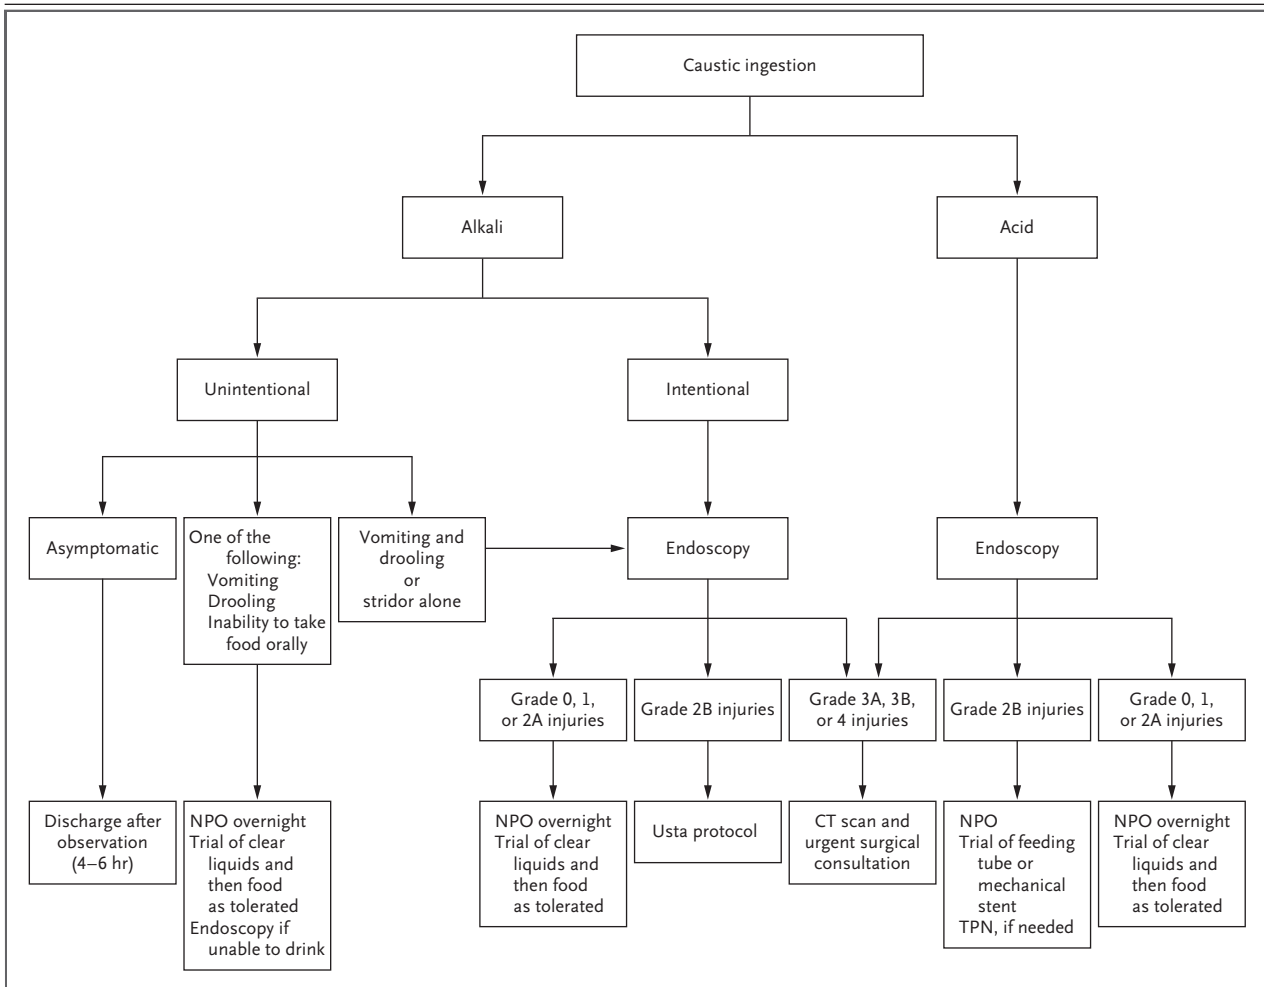 Caustic ingestion
Alkali
Acid
Unintentional
Intentional
Asymptomatic
One of the
following:
Vomiting
Drooling
Inability to take
food orally
Vomiting and
drooling
or
stridor alone
Endoscopy
Endoscopy
Grade 0, 1,
or 2A injuries
Grade 2B injuries
Grade 3A, 3B,
or 4 injuries
Grade 2B injuries
Grade 0, 1,
or 2A injuries
Discharge after
observation
(4–6 hr)
NPO overnight
Trial of clear
liquids and
then food
as tolerated
Endoscopy if
unable to drink
NPO overnight
Trial of clear
liquids and
then food
as tolerated
Usta protocol
CT scan and
urgent surgical
consultation
NPO
Trial of feeding
tube or
mechanical
stent
TPN, if needed
NPO overnight
Trial of clear
liquids and
then food
as tolerated